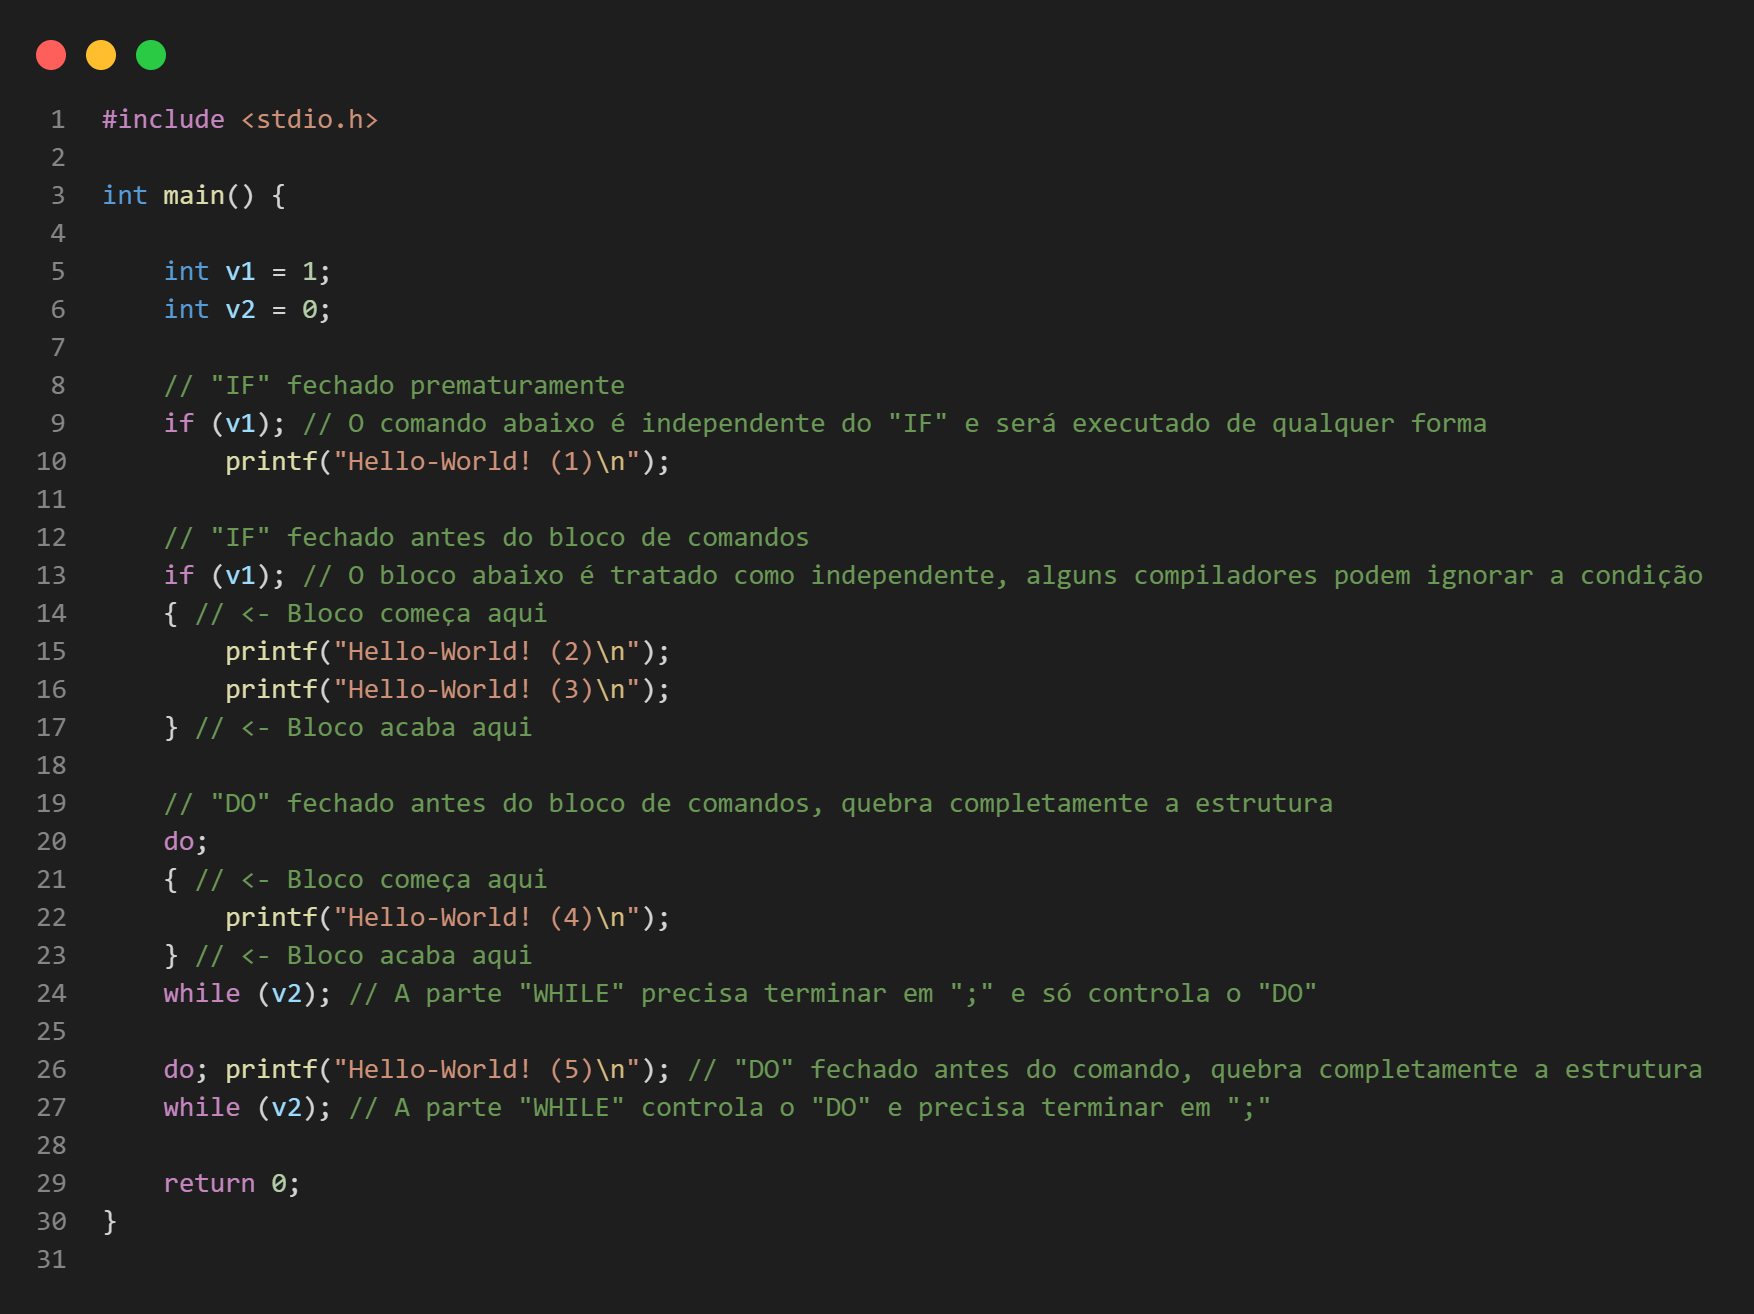 1 #include <stdio.h>
2
3 int main() {
4
5     int v1 = 1;
6     int v2 = 0;
7
8     // "IF" fechado prematuramente
9     if (v1); // O comando abaixo é independente do "IF" e será executado de qualquer forma
10         printf("Hello-World! (1)\n");
11
12     // "IF" fechado antes do bloco de comandos
13     if (v1); // O bloco abaixo é tratado como independente, alguns compiladores podem ignorar a condição
14     { // <- Bloco começa aqui
15         printf("Hello-World! (2)\n");
16         printf("Hello-World! (3)\n");
17     } // <- Bloco acaba aqui
18
19     // "DO" fechado antes do bloco de comandos, quebra completamente a estrutura
20     do;
21     { // <- Bloco começa aqui
22         printf("Hello-World! (4)\n");
23     } // <- Bloco acaba aqui
24     while (v2); // A parte "WHILE" precisa terminar em ";" e só controla o "DO"
25
26     do; printf("Hello-World! (5)\n"); // "DO" fechado antes do comando, quebra completamente a estrutura
27     while (v2); // A parte "WHILE" controla o "DO" e precisa terminar em ";"
28
29     return 0;
30 }
31